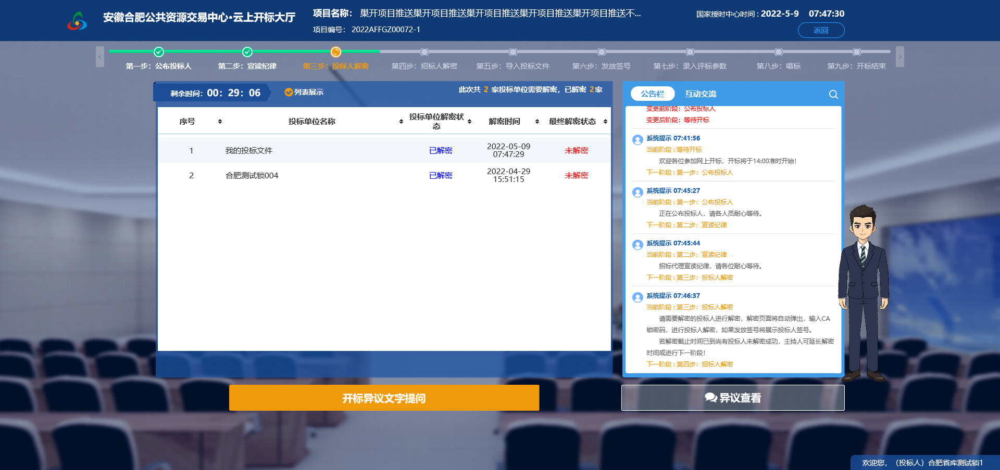 安徽合肥公共资源交易中心•云上开标大厅
项目名称： 巢开项目推送巢开项目推送巢开项目推送巢开项目推送巢开项目推送不...
项目编号： 2022AFFGZ00072-1
国家授时中心时间 : 2022-5-9 07:47:30
返回
<
第一步：公布投标人
第二步：宣读纪律
第三步：投标人解密
第四步：招标人解密
第五步：导入投标文件
第六步：发放签号
第七步：录入评标参数
第八步：唱标
第九步：开标结束
>
剩余时间：00：29：06
列表展示
此次共 2 家投标单位需要解密，已解密 2家
序号 投标单位名称 投标单位解密状态 解密时间 最终解密状态
1 我的投标文件 已解密 2022-05-09 07:47:29 未解密
2 合肥测试锁004 已解密 2022-04-29 15:51:15 未解密
开标异议文字提问
公告栏 互动交流
变更前阶段：公布投标人
变更后阶段：等待开标
系统提示 07:41:56
当前阶段 : 等待开标
欢迎各位参加网上开标，开标将于14:00准时开始！
下一阶段 : 第一步：公布投标人
系统提示 07:45:27
当前阶段 : 第一步：公布投标人
正在公布投标人，请各人员耐心等待。
下一阶段 : 第二步：宣读纪律
系统提示 07:45:44
当前阶段 : 第二步：宣读纪律
招标代理宣读纪律，请各位耐心等待。
下一阶段 : 第三步：投标人解密
系统提示 07:46:37
当前阶段 : 第三步：投标人解密
请需要解密的投标人进行解密，解密页面将自动弹出，输入CA
锁密码，进行投标人解密，如果发放签号将展示投标人签号。
若解密截止时间已到尚有投标人未解密成功，主持人可延长解密
时间或进行下一阶段！
下一阶段 : 第四步：招标人解密
异议查看
欢迎您，（投标人）合肥省库测试锁1